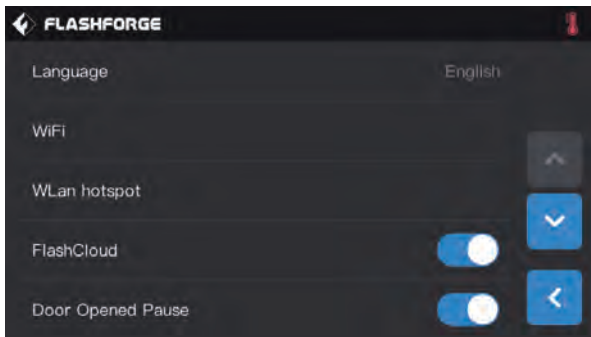 FLASHFORGE
Language English
WiFi
WLan hotspot
FlashCloud
Door Opened Pause